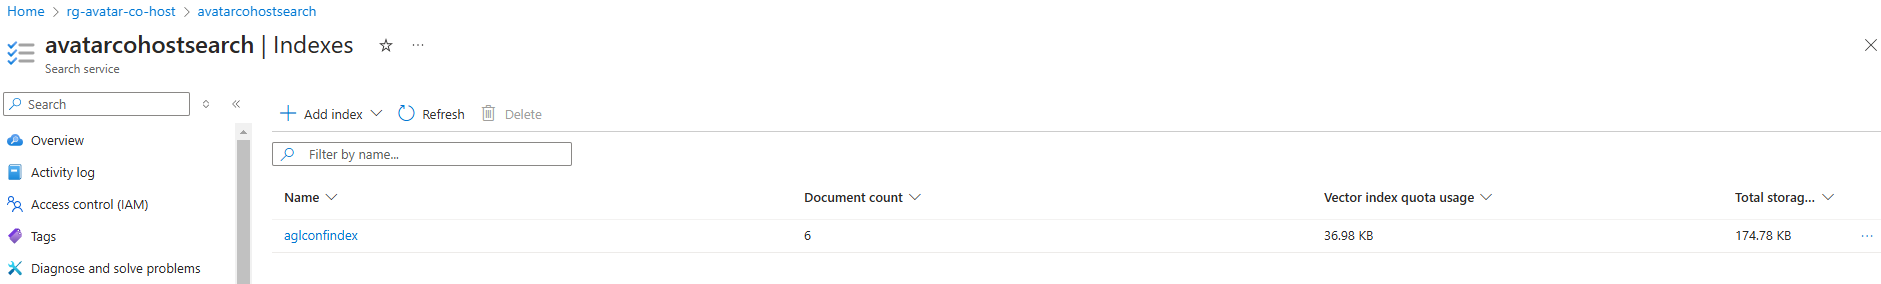 Home > rg-avatar-co-host > avatarcohostsearch
avatarcohostsearch | Indexes ☆ ···
Search service
Search
Overview
Activity log
Access control (IAM)
Tags
Diagnose and solve problems
Add index Refresh Delete
Filter by name...
Name Document count Vector index quota usage Total storag...
aglconfindex 6 36.98 KB 174.78 KB ···